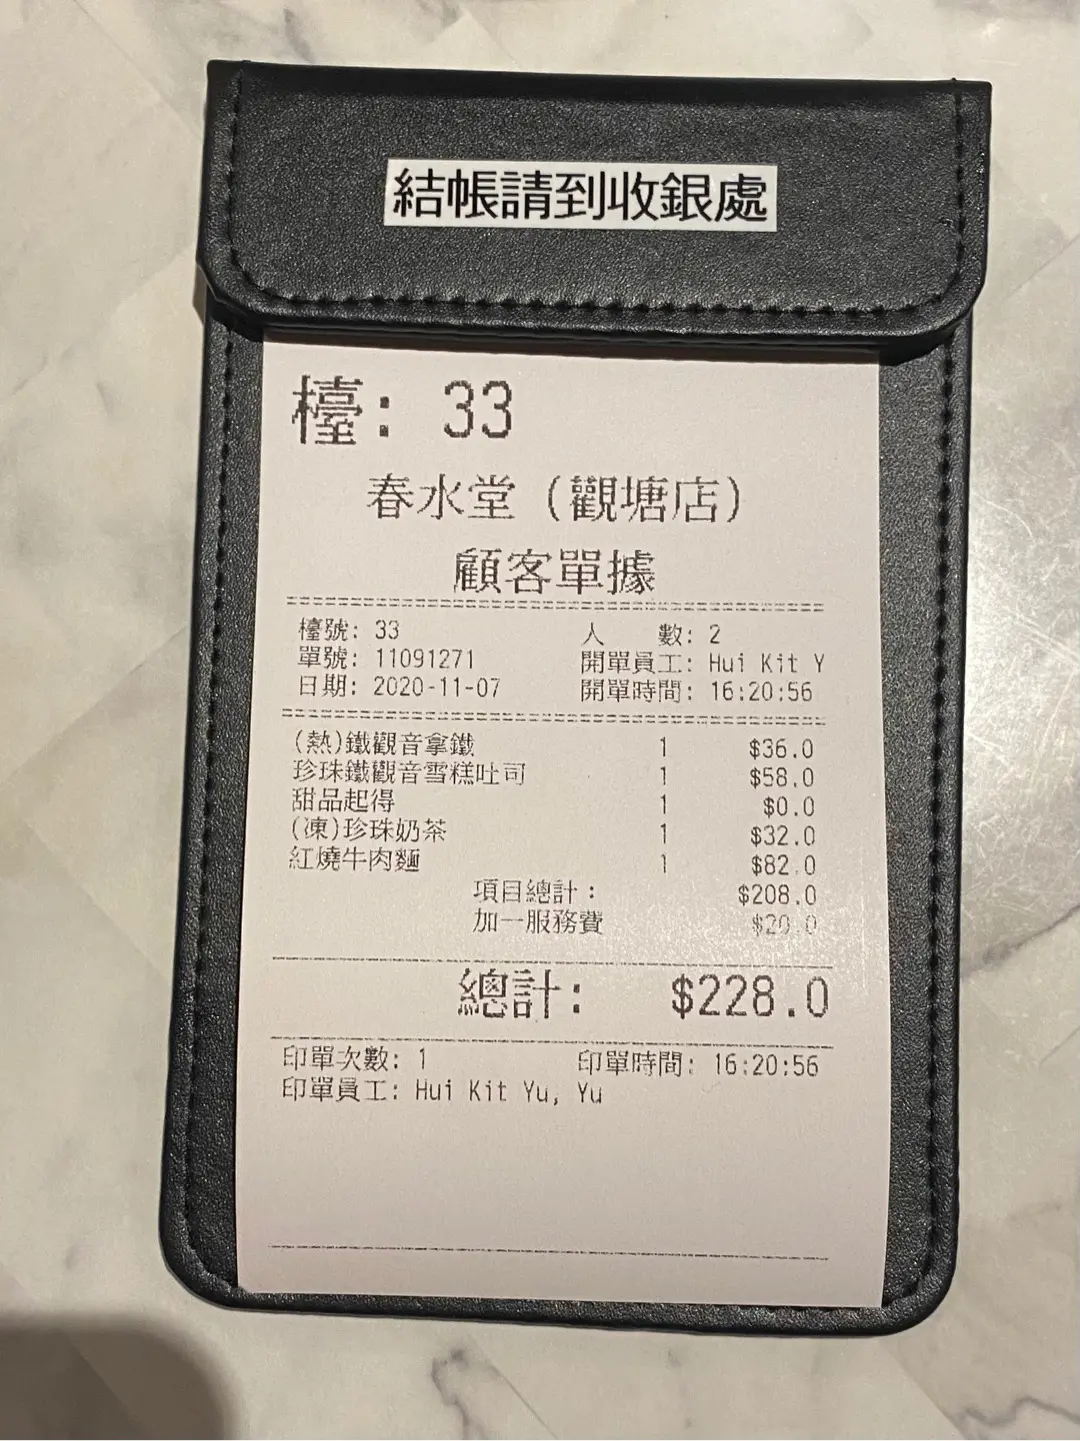 結帳請到收銀處
檯: 33
春水堂 (觀塘店)
顧客單據
檯號: 33 人 數: 2
單號: 11091271 開單員工: Hui Kit Y
日期: 2020-11-07 開單時間: 16:20:56
(熱)鐵觀音拿鐵 1 $36.0
珍珠鐵觀音雪糕吐司 1 $58.0
甜品起得 1 $0.0
(凍)珍珠奶茶 1 $32.0
紅燒牛肉麵 1 $82.0
項目總計: $208.0
加一服務費 $20.0
總計: $228.0
印單次數: 1 印單時間: 16:20:56
印單員工: Hui Kit Yu, Yu